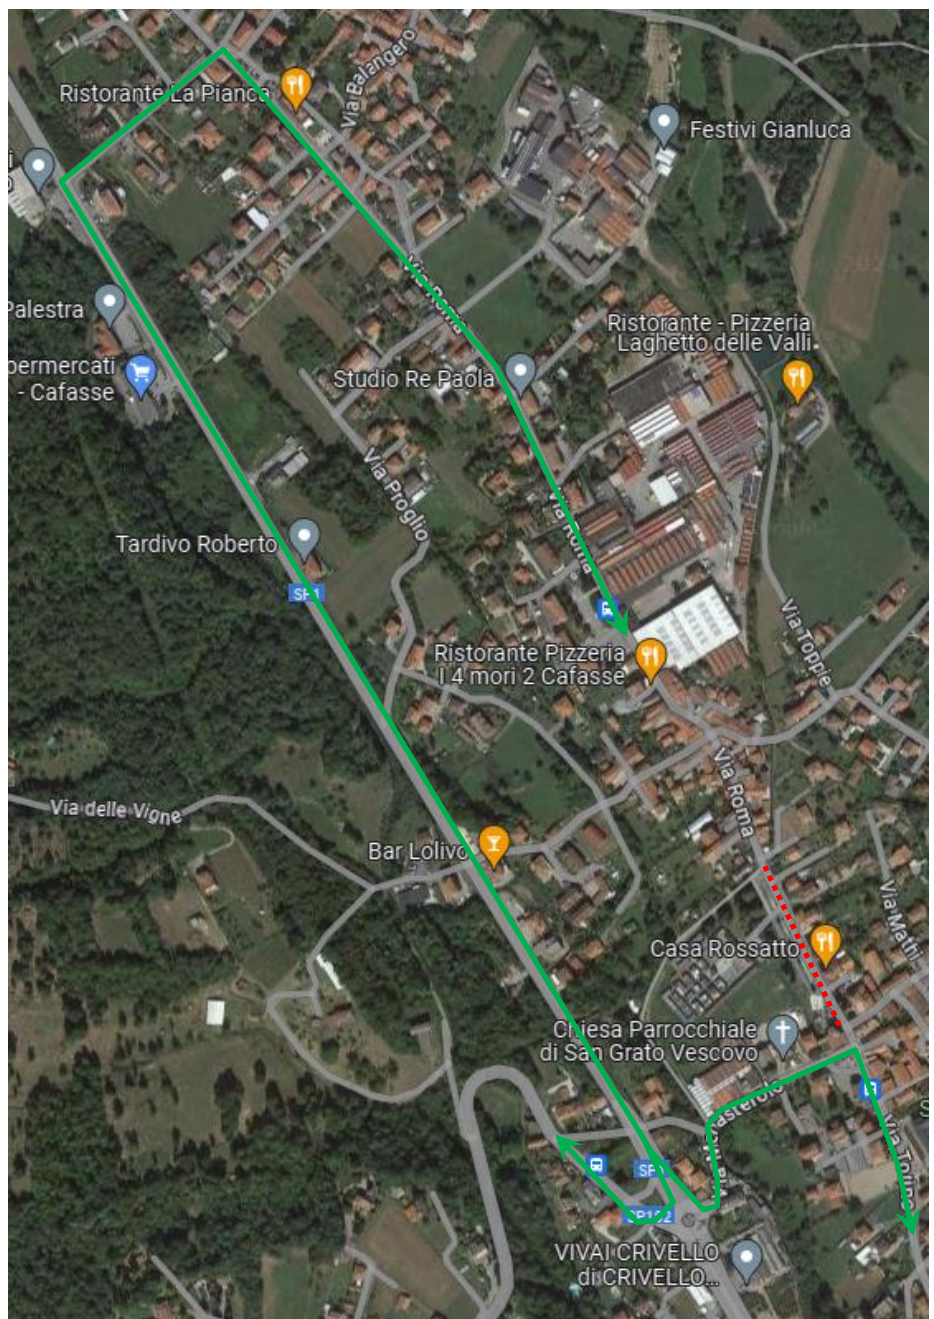 Ristorante La Pianca
Via Balangero
Festivi Gianluca
Palestra
permercati
- Cafasse
Via Roma
Ristorante - Pizzeria
Laghetto delle Valli
Studio Re Paola
Via Proglio
Via Roma
Tardivo Roberto
SP1
Via Toppie
Ristorante Pizzeria
I 4 mori 2 Cafasse
Via Roma
Via delle Vigne
Bar Lolivo
Via Mathi
Casa Rossatto
Chiesa Parrocchiale
di San Grato Vescovo
Via Torino
SP1
SP182
VIVAI CRIVELLO
di CRIVELLO...